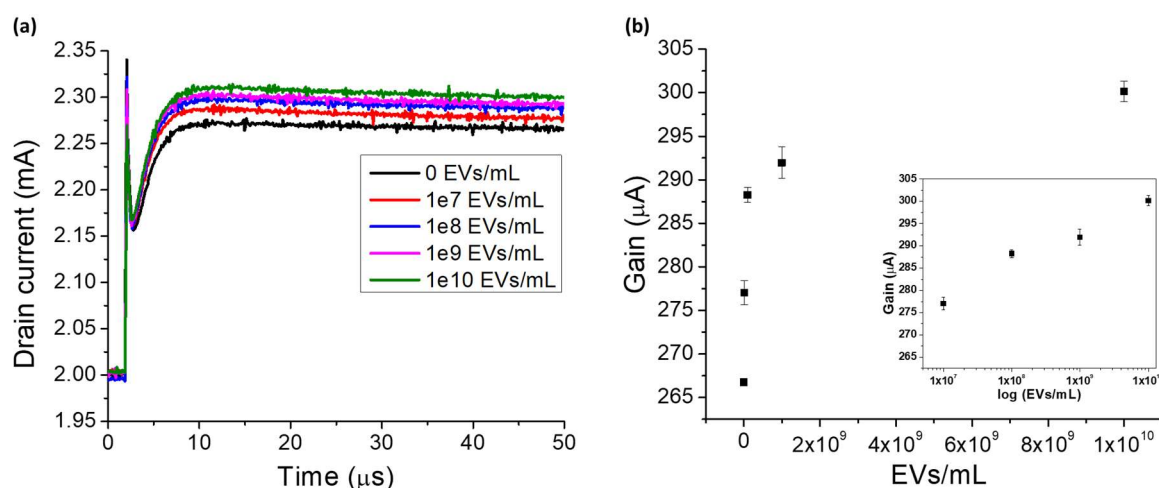 (a)
2.35
2.30
2.25
2.20
2.15
2.10
2.05
2.00
1.95
Drain current (mA)
0 EVs/mL
1e7 EVs/mL
1e8 EVs/mL
1e9 EVs/mL
1e10 EVs/mL
0 10 20 30 40 50
Time (μs)
(b)
305
300
295
290
285
280
275
270
265
Gain (μA)
305
300
295
290
285
280
275
270
265
Gain (μA)
1x10⁷ 1x10⁸ 1x10⁹ 1x10¹
log (EVs/mL)
0 2x10⁹ 4x10⁹ 6x10⁹ 8x10⁹ 1x10¹⁰
EVs/mL